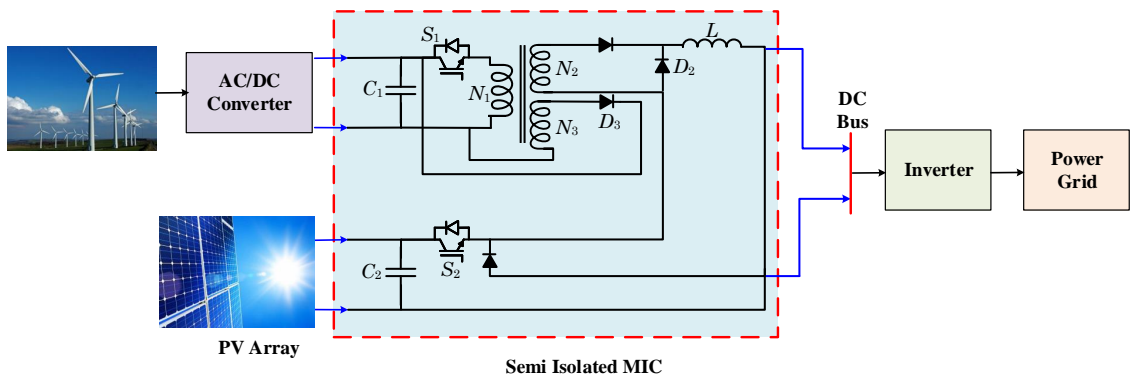 S₁
L
AC/DC
Converter
C₁
N₁
N₂
D₂
N₃
D₃
DC
Bus
Inverter
Power
Grid
C₂
S₂
PV Array
Semi Isolated MIC